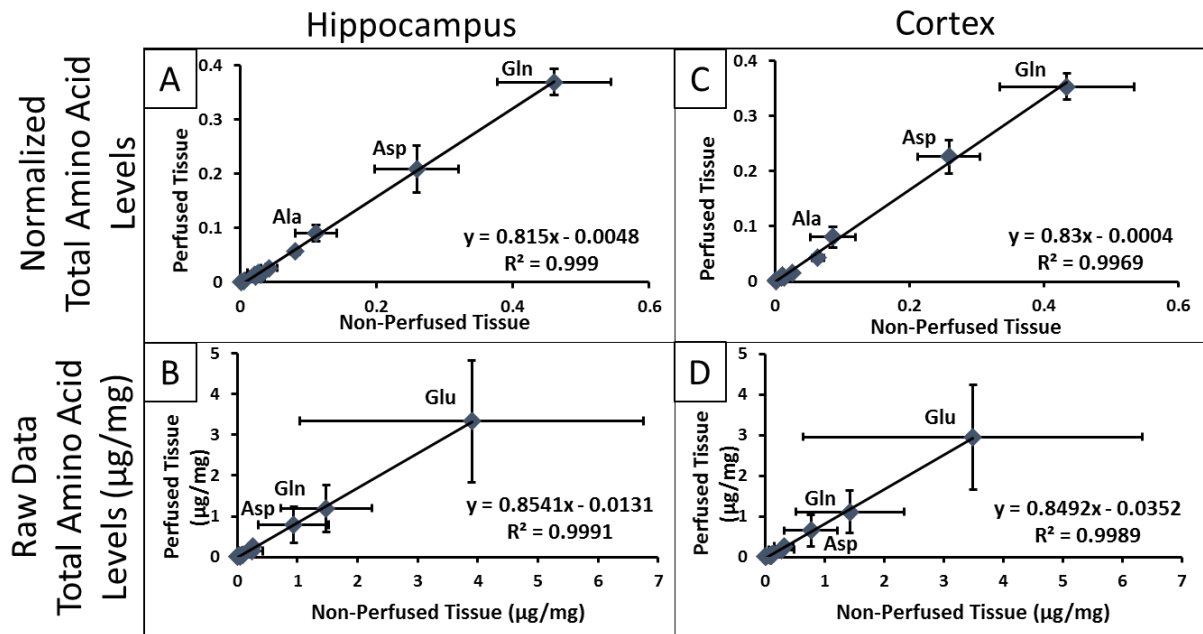 Hippocampus
Cortex
Normalized
Total Amino Acid
Levels
A
Perfused Tissue
0.4
0.3
0.2
0.1
0
Gln
Asp
Ala
y = 0.815x - 0.0048
R² = 0.999
0
0.2
0.4
0.6
Non-Perfused Tissue
C
Perfused Tissue
0.4
0.3
0.2
0.1
0
Gln
Asp
Ala
y = 0.83x - 0.0004
R² = 0.9969
0
0.2
0.4
0.6
Non-Perfused Tissue
Raw Data
Total Amino Acid
Levels (µg/mg)
B
Perfused Tissue
(µg/mg)
5
4
3
2
1
0
Glu
Gln
Asp
y = 0.8541x - 0.0131
R² = 0.9991
0
1
2
3
4
5
6
7
Non-Perfused Tissue (µg/mg)
D
Perfused Tissue
(µg/mg)
5
4
3
2
1
0
Glu
Gln
Asp
y = 0.8492x - 0.0352
R² = 0.9989
0
1
2
3
4
5
6
7
Non-Perfused Tissue (µg/mg)